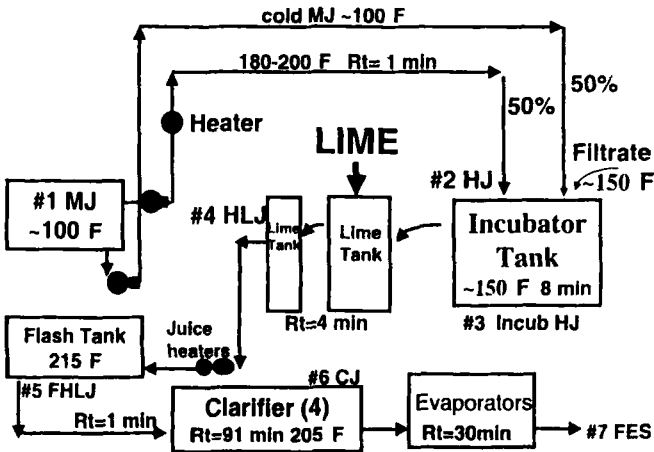 cold MJ ~100 F
180-200 F Rt= 1 min
50%
50%
Heater
LIME
Filtrate
~150 F
#1 MJ
~100 F
#2 HJ
#4 HLJ
Lime
Tank
Lime
Tank
Incubator
Tank
~150 F 8 min
Rt=4 min
#3 Incub HJ
Flash Tank
215 F
Juice
heaters
#5 FHLJ
#6 CJ
Rt=1 min
Clarifier (4)
Rt=91 min 205 F
Evaporators
Rt=30min
#7 FES